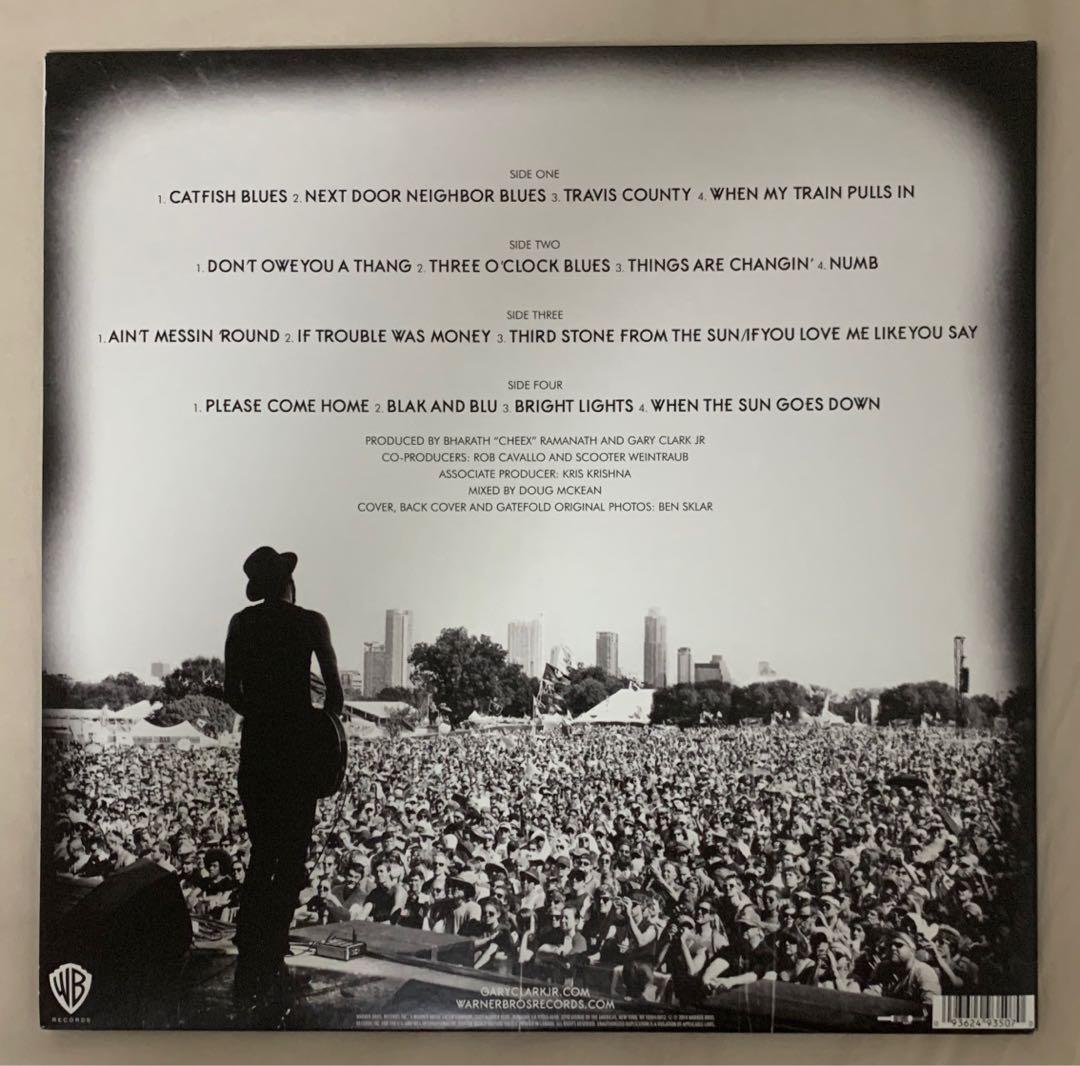 SIDE ONE
1. CATFISH BLUES 2. NEXT DOOR NEIGHBOR BLUES 3. TRAVIS COUNTY 4. WHEN MY TRAIN PULLS IN
SIDE TWO
1. DON'T OWE YOU A THANG 2. THREE O'CLOCK BLUES 3. THINGS ARE CHANGIN' 4. NUMB
SIDE THREE
1. AIN'T MESSIN 'ROUND 2. IF TROUBLE WAS MONEY 3. THIRD STONE FROM THE SUN/IF YOU LOVE ME LIKE YOU SAY
SIDE FOUR
1. PLEASE COME HOME 2. BLAK AND BLU 3. BRIGHT LIGHTS 4. WHEN THE SUN GOES DOWN
PRODUCED BY BHARATH "CHEEX" RAMANATH AND GARY CLARK JR
CO-PRODUCERS: ROB CAVALLO AND SCOOTER WEINTRAUB
ASSOCIATE PRODUCER: KRIS KRISHNA
MIXED BY DOUG MCKEAN
COVER, BACK COVER AND GATEFOLD ORIGINAL PHOTOS: BEN SKLAR
WB
RECORDS
GARYCLARKJR.COM
WARNERBROSRECORDS.COM
0 93624 93507